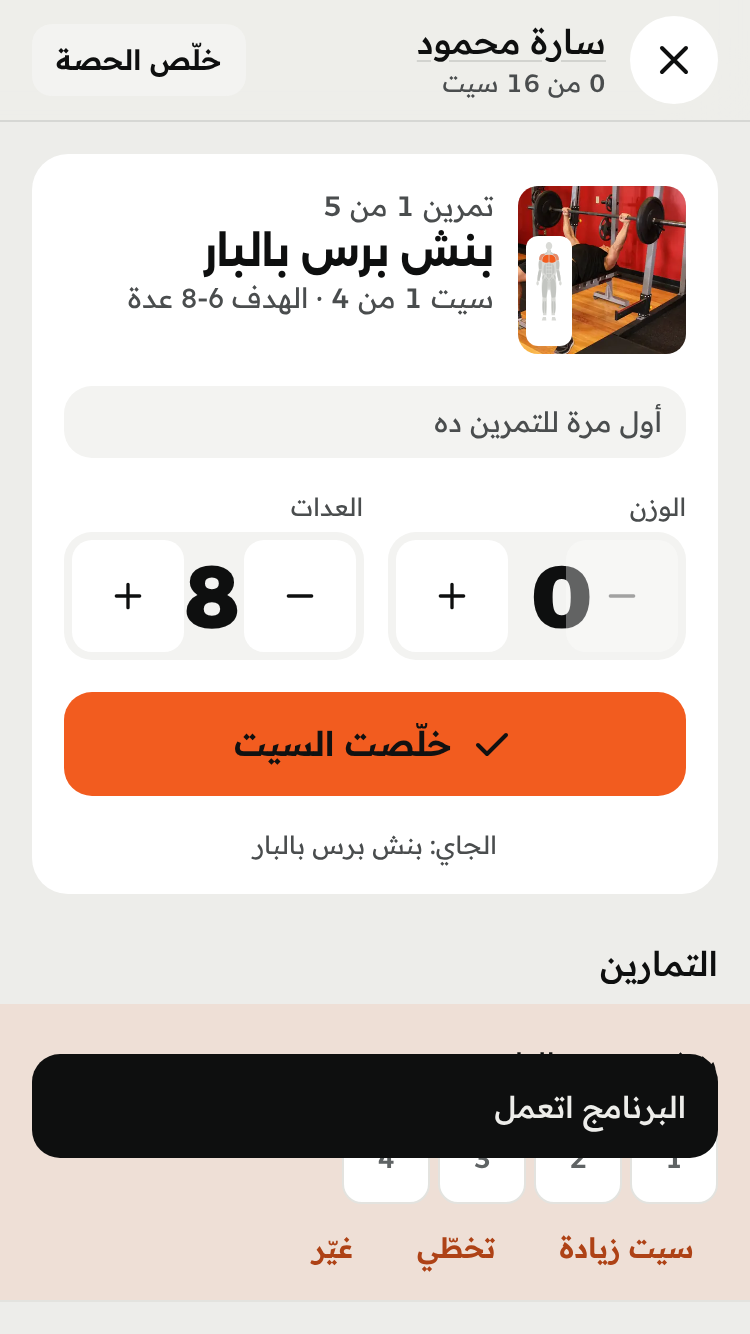 سارة محمود
0 من 16 سيت
خلّص الحصة
تمرين 1 من 5
بنش برس بالبار
سيت 1 من 4 · الهدف 6-8 عدة
أول مرة للتمرين ده
الوزن
العدات
− 0 +
− 8 +
خلّصت السيت
الجاي: بنش برس بالبار
التمارين
البرنامج اتعمل
1 2 3 4
سيت زيادة
تخطّي
غيّر